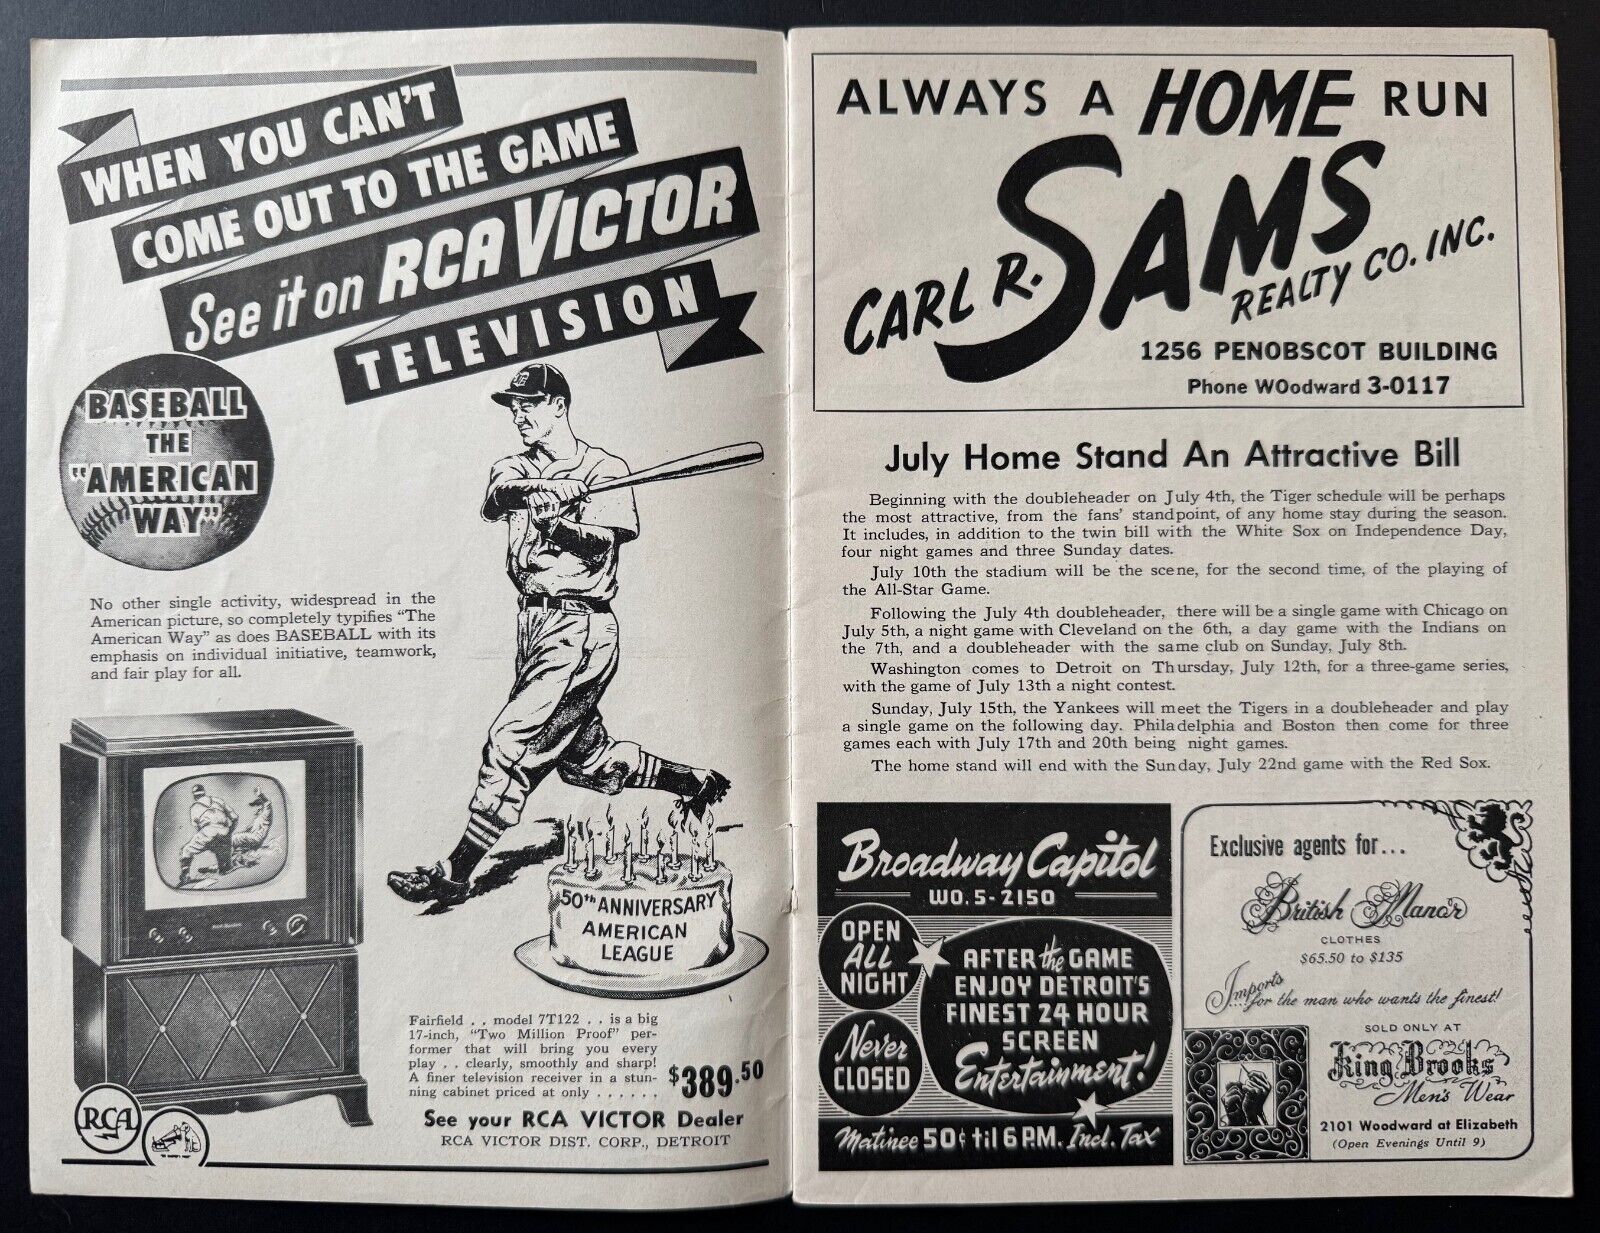 WHEN YOU CAN'T
COME OUT TO THE GAME
See it on RCA VICTOR
TELEVISION
BASEBALL
THE
"AMERICAN
WAY"
No other single activity, widespread in the
American picture, so completely typifies "The
American Way" as does BASEBALL with its
emphasis on individual initiative, teamwork,
and fair play for all.
50TH ANNIVERSARY
AMERICAN
LEAGUE
Fairfield . . model 7T122 . . is a big
17-inch, "Two Million Proof" per-
former that will bring you every
play . . clearly, smoothly and sharp!
A finer television receiver in a stun-
ning cabinet priced at only . . . . . .
$389.50
See your RCA VICTOR Dealer
RCA VICTOR DIST. CORP., DETROIT
RCA
ALWAYS A HOME RUN
CARL R. SAMS
REALTY CO. INC.
1256 PENOBSCOT BUILDING
Phone WOodward 3-0117
July Home Stand An Attractive Bill
Beginning with the doubleheader on July 4th, the Tiger schedule will be perhaps
the most attractive, from the fans' standpoint, of any home stay during the season.
It includes, in addition to the twin bill with the White Sox on Independence Day,
four night games and three Sunday dates.
July 10th the stadium will be the scene, for the second time, of the playing of
the All-Star Game.
Following the July 4th doubleheader, there will be a single game with Chicago on
July 5th, a night game with Cleveland on the 6th, a day game with the Indians on
the 7th, and a doubleheader with the same club on Sunday, July 8th.
Washington comes to Detroit on Thursday, July 12th, for a three-game series,
with the game of July 13th a night contest.
Sunday, July 15th, the Yankees will meet the Tigers in a doubleheader and play
a single game on the following day. Philadelphia and Boston then come for three
games each with July 17th and 20th being night games.
The home stand will end with the Sunday, July 22nd game with the Red Sox.
Broadway Capitol
WO. 5-2150
OPEN
ALL
NIGHT
Never
CLOSED
AFTER the GAME
ENJOY DETROIT'S
FINEST 24 HOUR
SCREEN
Entertainment!
Matinee 50¢ til 6 P.M. Incl. Tax
Exclusive agents for...
British Manor
CLOTHES
$65.50 to $135
Imports
...for the man who wants the finest!
SOLD ONLY AT
King Brooks
Men's Wear
2101 Woodward at Elizabeth
(Open Evenings Until 9)